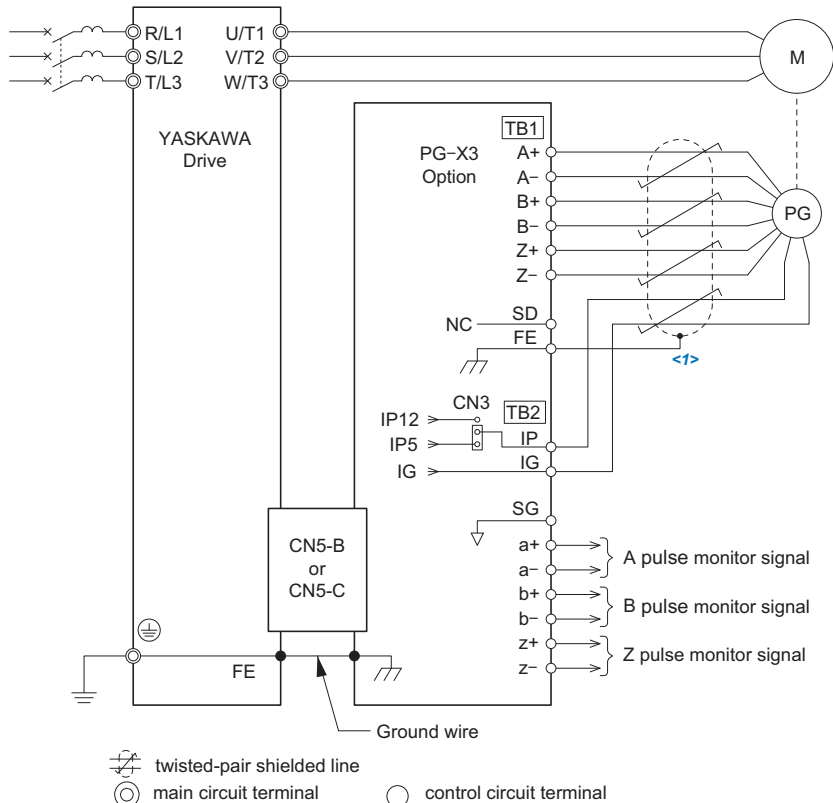 R/L1
U/T1
S/L2
V/T2
T/L3
W/T3
M
YASKAWA
Drive
TB1
PG-X3
Option
A+
A−
B+
B−
Z+
Z−
PG
SD
NC
FE
<1>
CN3
TB2
IP12
IP
IP5
IG
IG
SG
CN5-B
or
CN5-C
a+
a−
A pulse monitor signal
b+
b−
B pulse monitor signal
z+
z−
Z pulse monitor signal
FE
Ground wire
twisted-pair shielded line
main circuit terminal
control circuit terminal